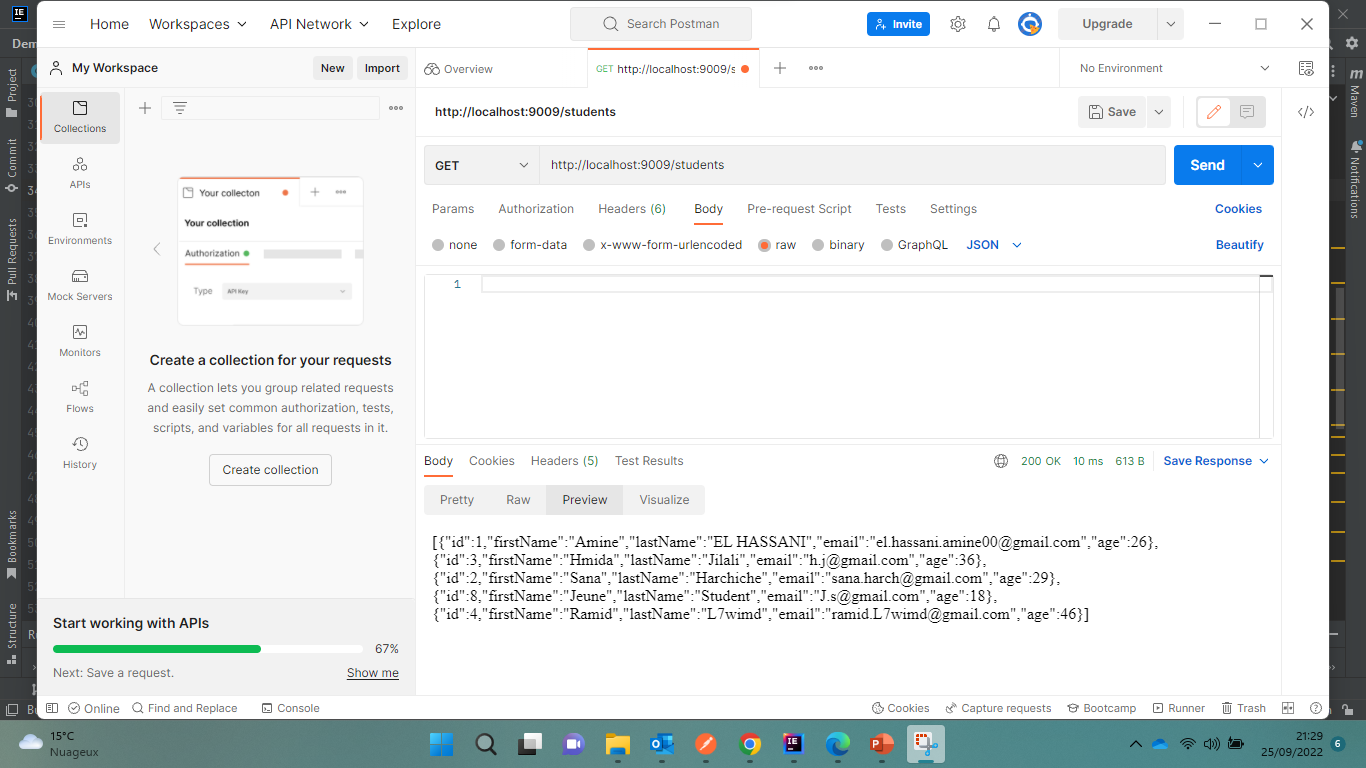 Home Workspaces API Network Explore Search Postman Invite Upgrade
Dem
My Workspace New Import Overview GET http://localhost:9009/s No Environment
Project
Commit
Pull Requests
Bookmarks
Structure
Maven
Notifications
Collections
APIs
Environments
Mock Servers
Monitors
Flows
History
Your collecton
Your collection
Authorization
Type API Key
Create a collection for your requests
A collection lets you group related requests
and easily set common authorization, tests,
scripts, and variables for all requests in it.
Create collection
Start working with APIs
67%
Next: Save a request. Show me
http://localhost:9009/students Save
GET http://localhost:9009/students Send
Params Authorization Headers (6) Body Pre-request Script Tests Settings Cookies
none form-data x-www-form-urlencoded raw binary GraphQL JSON Beautify
1
Body Cookies Headers (5) Test Results 200 OK 10 ms 613 B Save Response
Pretty Raw Preview Visualize
[{"id":1,"firstName":"Amine","lastName":"EL HASSANI","email":"el.hassani.amine00@gmail.com","age":26},
{"id":3,"firstName":"Hmida","lastName":"Jilali","email":"h.j@gmail.com","age":36},
{"id":2,"firstName":"Sana","lastName":"Harchiche","email":"sana.harch@gmail.com","age":29},
{"id":8,"firstName":"Jeune","lastName":"Student","email":"J.s@gmail.com","age":18},
{"id":4,"firstName":"Ramid","lastName":"L7wimd","email":"ramid.L7wimd@gmail.com","age":46}]
Online Find and Replace Console Cookies Capture requests Bootcamp Runner Trash
15°C
Nuageux
21:29
25/09/2022
6